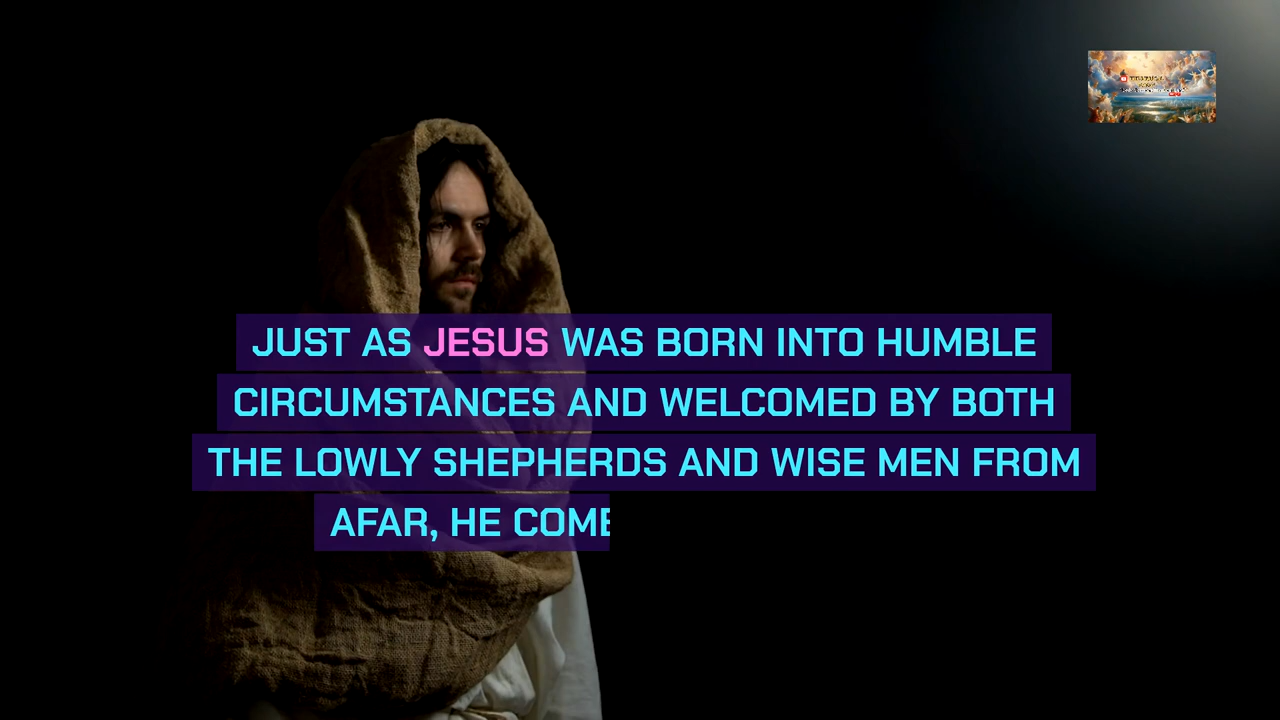 JUST AS JESUS WAS BORN INTO HUMBLE
CIRCUMSTANCES AND WELCOMED BY BOTH
THE LOWLY SHEPHERDS AND WISE MEN FROM
AFAR, HE COME